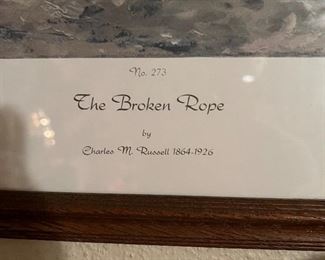 No. 273
The Broken Rope
by
Charles M. Russell 1864-1926